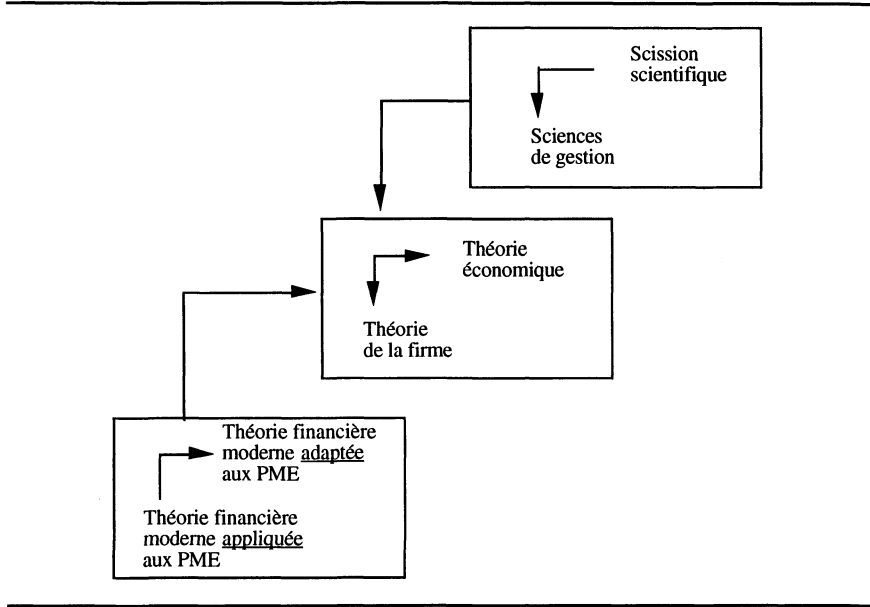 Scission
scientifique
Sciences
de gestion
Théorie
économique
Théorie
de la firme
Théorie financière
moderne adaptée
aux PME
Théorie financière
moderne appliquée
aux PME